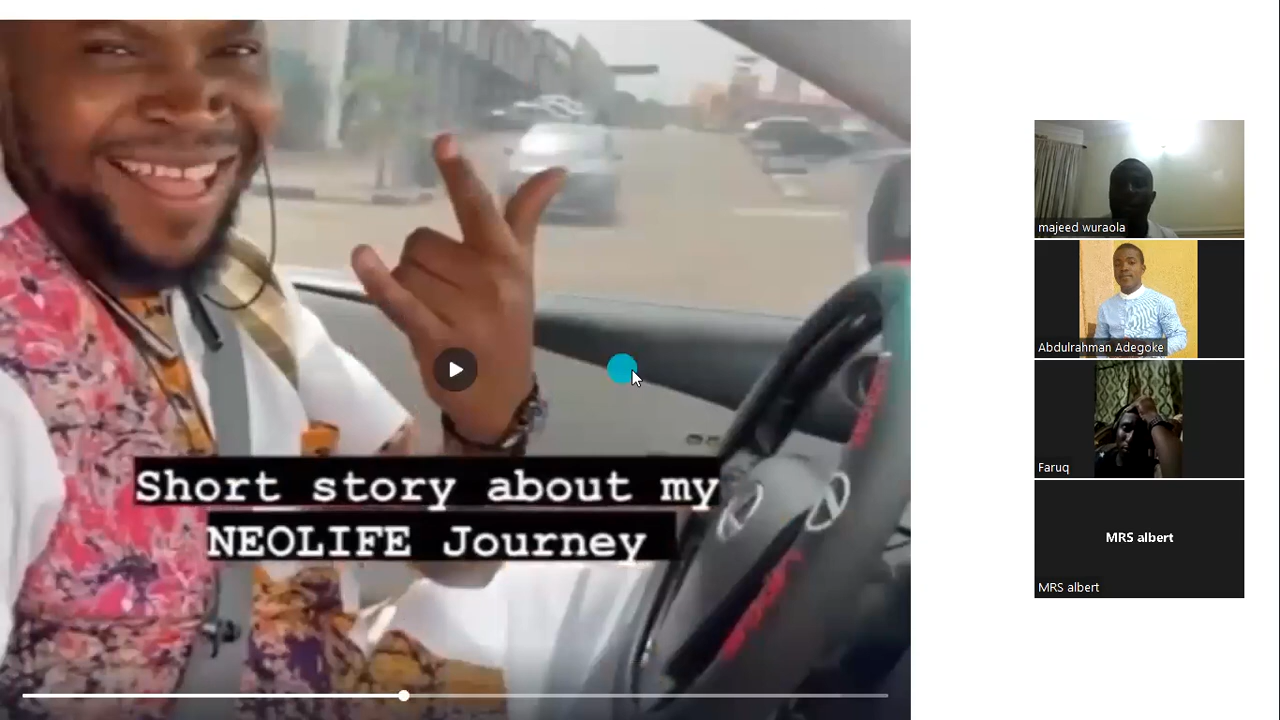 Short story about my
NEOLIFE Journey
majeed wuraola
Abdulrahman Adegoke
Faruq
MRS albert
MRS albert